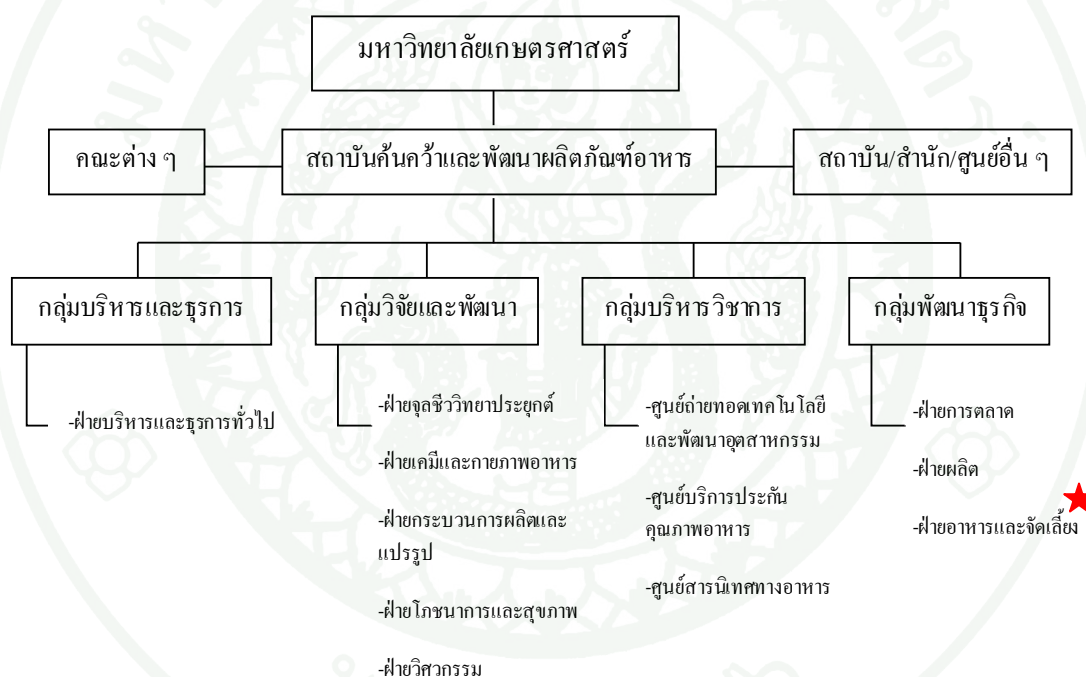 มหาวิทยาลัยเกษตรศาสตร์
คณะต่าง ๆ
สถาบันค้นคว้าและพัฒนาผลิตภัณฑ์อาหาร
สถาบัน/สำนัก/ศูนย์อื่น ๆ
กลุ่มบริหารและธุรการ
กลุ่มวิจัยและพัฒนา
กลุ่มบริหารวิชาการ
กลุ่มพัฒนาธุรกิจ
-ฝ่ายบริหารและธุรการทั่วไป
-ฝ่ายจุลชีววิทยาประยุกต์
-ฝ่ายเคมีและกายภาพอาหาร
-ฝ่ายกระบวนการผลิตและ
แปรรูป
-ฝ่ายโภชนาการและสุขภาพ
-ฝ่ายวิศวกรรม
-ศูนย์ถ่ายทอดเทคโนโลยี
และพัฒนาอุตสาหกรรม
-ศูนย์บริการประกัน
คุณภาพอาหาร
-ศูนย์สารนิเทศทางอาหาร
-ฝ่ายการตลาด
-ฝ่ายผลิต
-ฝ่ายอาหารและจัดเลี้ยง